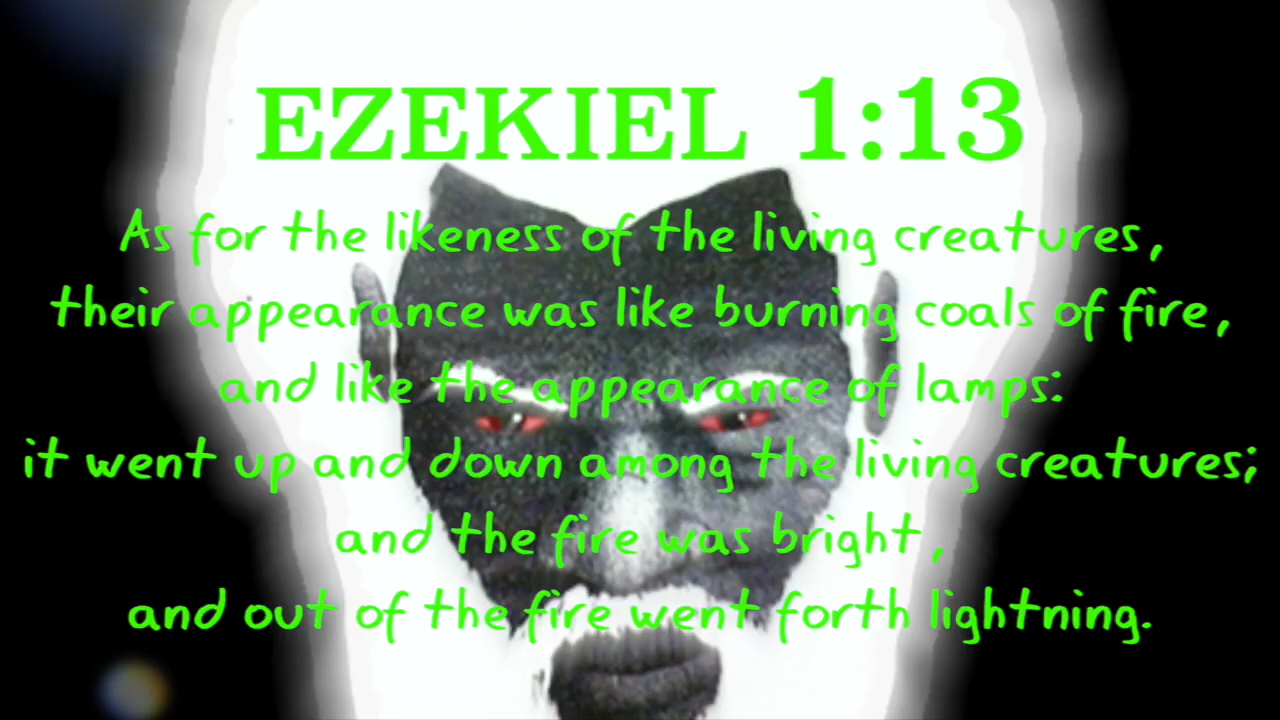 EZEKIEL 1:13
As for the likeness of the living creatures,
their appearance was like burning coals of fire,
and like the appearance of lamps:
it went up and down among the living creatures;
and the fire was bright,
and out of the fire went forth lightning.